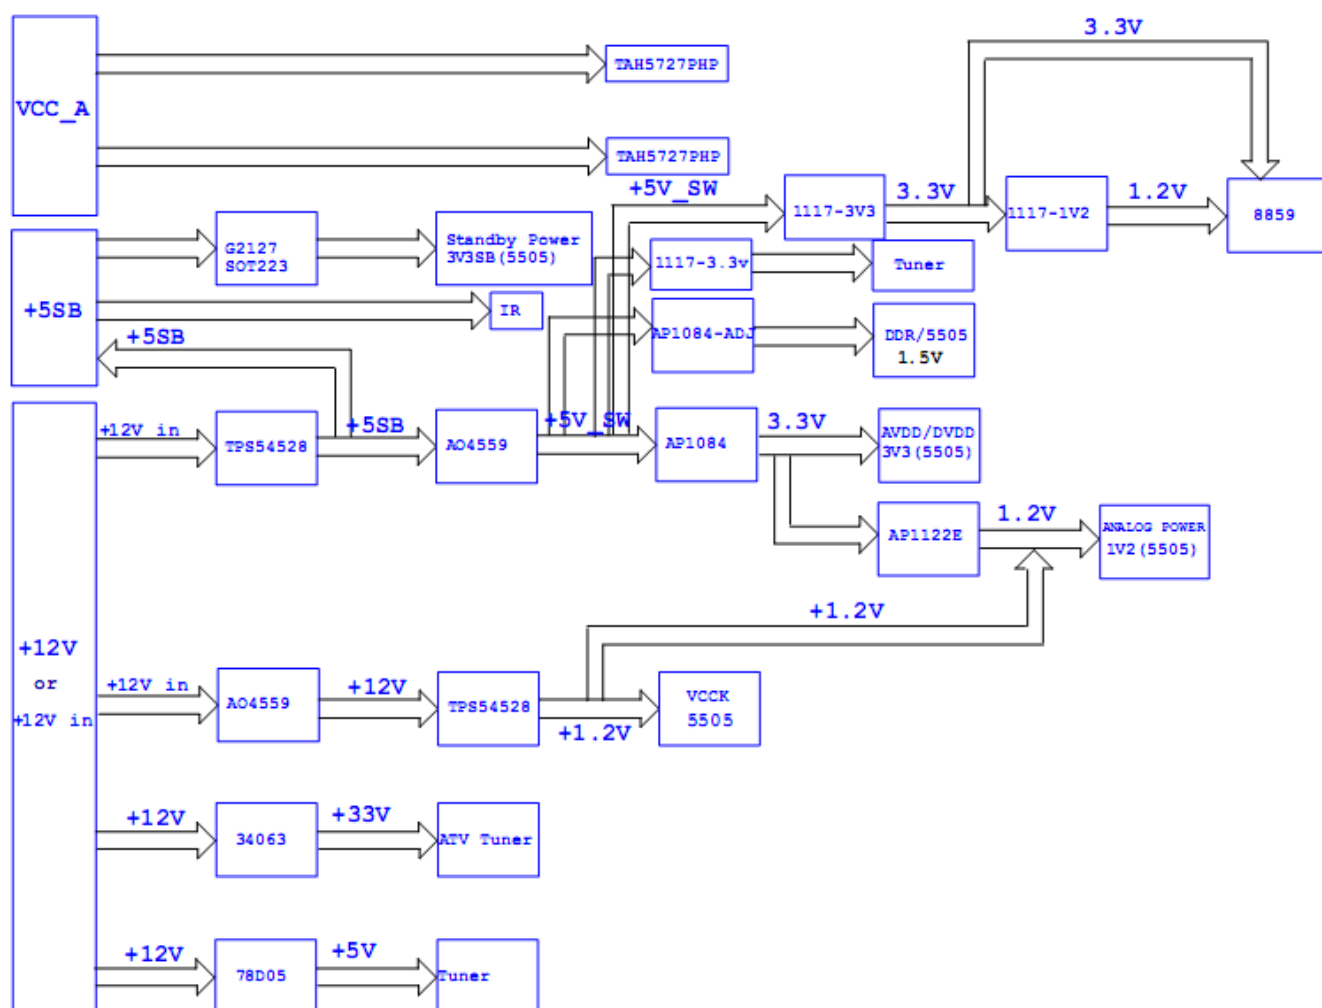 3.3V
TAH5727PHP
VCC_A
TAH5727PHP
+5V_SW
1117-3V3
3.3V
1117-1V2
1.2V
8859
G2127
SOT223
Standby Power
3V3SB(5505)
1117-3.3v
Tuner
+5SB
IR
+5SB
AP1084-ADJ
DDR/5505
1.5V
+12V in
TPS54528
+5SB
AO4559
+5V_SW
AP1084
3.3V
AVDD/DVDD
3V3(5505)
AP1122E
1.2V
ANALOG POWER
1V2(5505)
+1.2V
+12V
or
+12V in
+12V in
AO4559
+12V
TPS54528
+1.2V
VCCK
5505
+12V
34063
+33V
ATV Tuner
+12V
78D05
+5V
Tuner